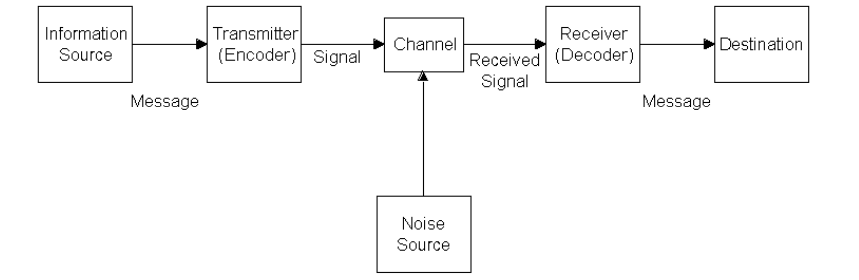 Information
Source
Transmitter
(Encoder)
Channel
Receiver
(Decoder)
Destination
Message
Signal
Received
Signal
Message
Noise
Source